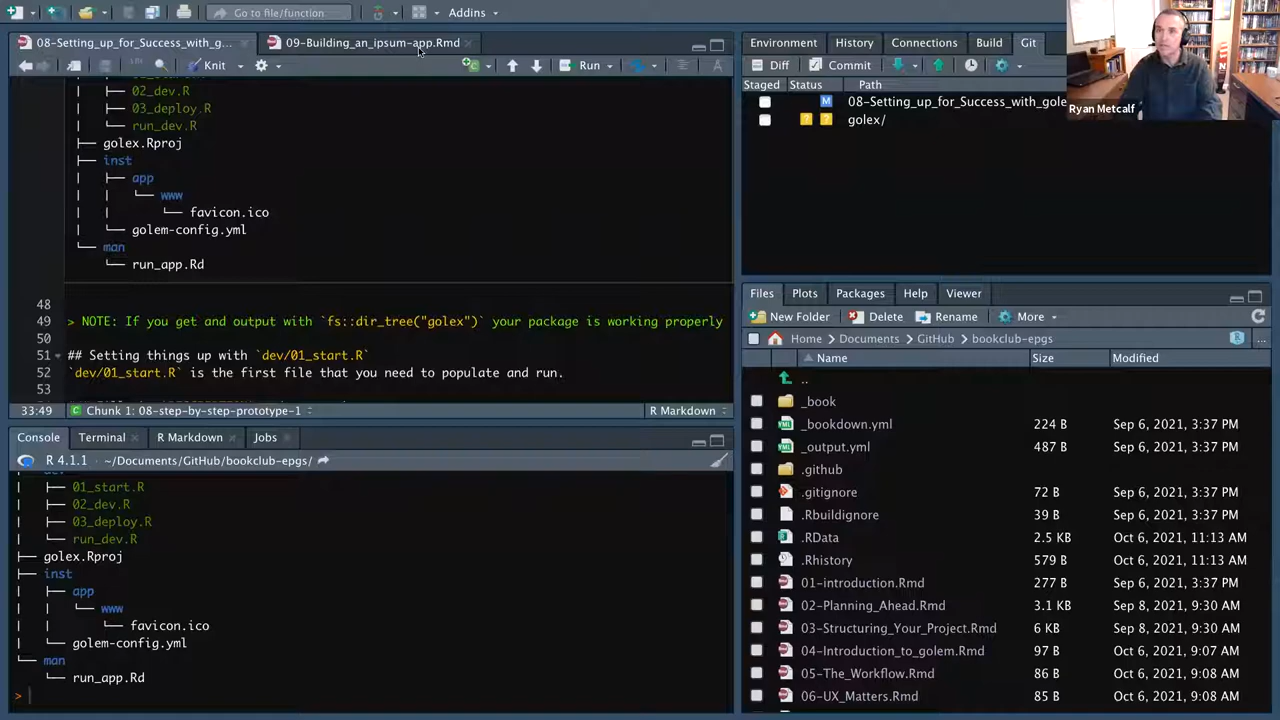 Go to file/function
Addins
08-Setting_up_for_Success_with_g...
09-Building_an_ipsum-app.Rmd
Knit
Run
02_dev.R
03_deploy.R
run_dev.R
golex.Rproj
inst
app
www
favicon.ico
golem-config.yml
man
run_app.Rd
48
49 > NOTE: If you get and output with `fs::dir_tree("golex")` your package is working properly
50
51 ## Setting things up with `dev/01_start.R`
52 `dev/01_start.R` is the first file that you need to populate and run.
53
33:49 Chunk 1: 08-step-by-step-prototype-1 R Markdown
Console Terminal R Markdown Jobs
R 4.1.1 · ~/Documents/GitHub/bookclub-epgs/
01_start.R
02_dev.R
03_deploy.R
run_dev.R
golex.Rproj
inst
app
www
favicon.ico
golem-config.yml
man
run_app.Rd
>
Environment History Connections Build Git
Diff Commit
Staged Status Path
M 08-Setting_up_for_Success_with_gole
? ? golex/
Ryan Metcalf
Files Plots Packages Help Viewer
New Folder Delete Rename More
Home Documents GitHub bookclub-epgs ...
Name Size Modified
..
_book
_bookdown.yml 224 B Sep 6, 2021, 3:37 PM
_output.yml 487 B Sep 6, 2021, 3:37 PM
.github
.gitignore 72 B Sep 6, 2021, 3:37 PM
.Rbuildignore 39 B Sep 6, 2021, 3:37 PM
.RData 2.5 KB Oct 6, 2021, 11:13 AM
.Rhistory 579 B Oct 6, 2021, 11:13 AM
01-introduction.Rmd 277 B Sep 6, 2021, 3:37 PM
02-Planning_Ahead.Rmd 3.1 KB Sep 8, 2021, 9:30 AM
03-Structuring_Your_Project.Rmd 6 KB Sep 8, 2021, 9:30 AM
04-Introduction_to_golem.Rmd 97 B Oct 6, 2021, 9:07 AM
05-The_Workflow.Rmd 86 B Oct 6, 2021, 9:08 AM
06-UX_Matters.Rmd 85 B Oct 6, 2021, 9:08 AM